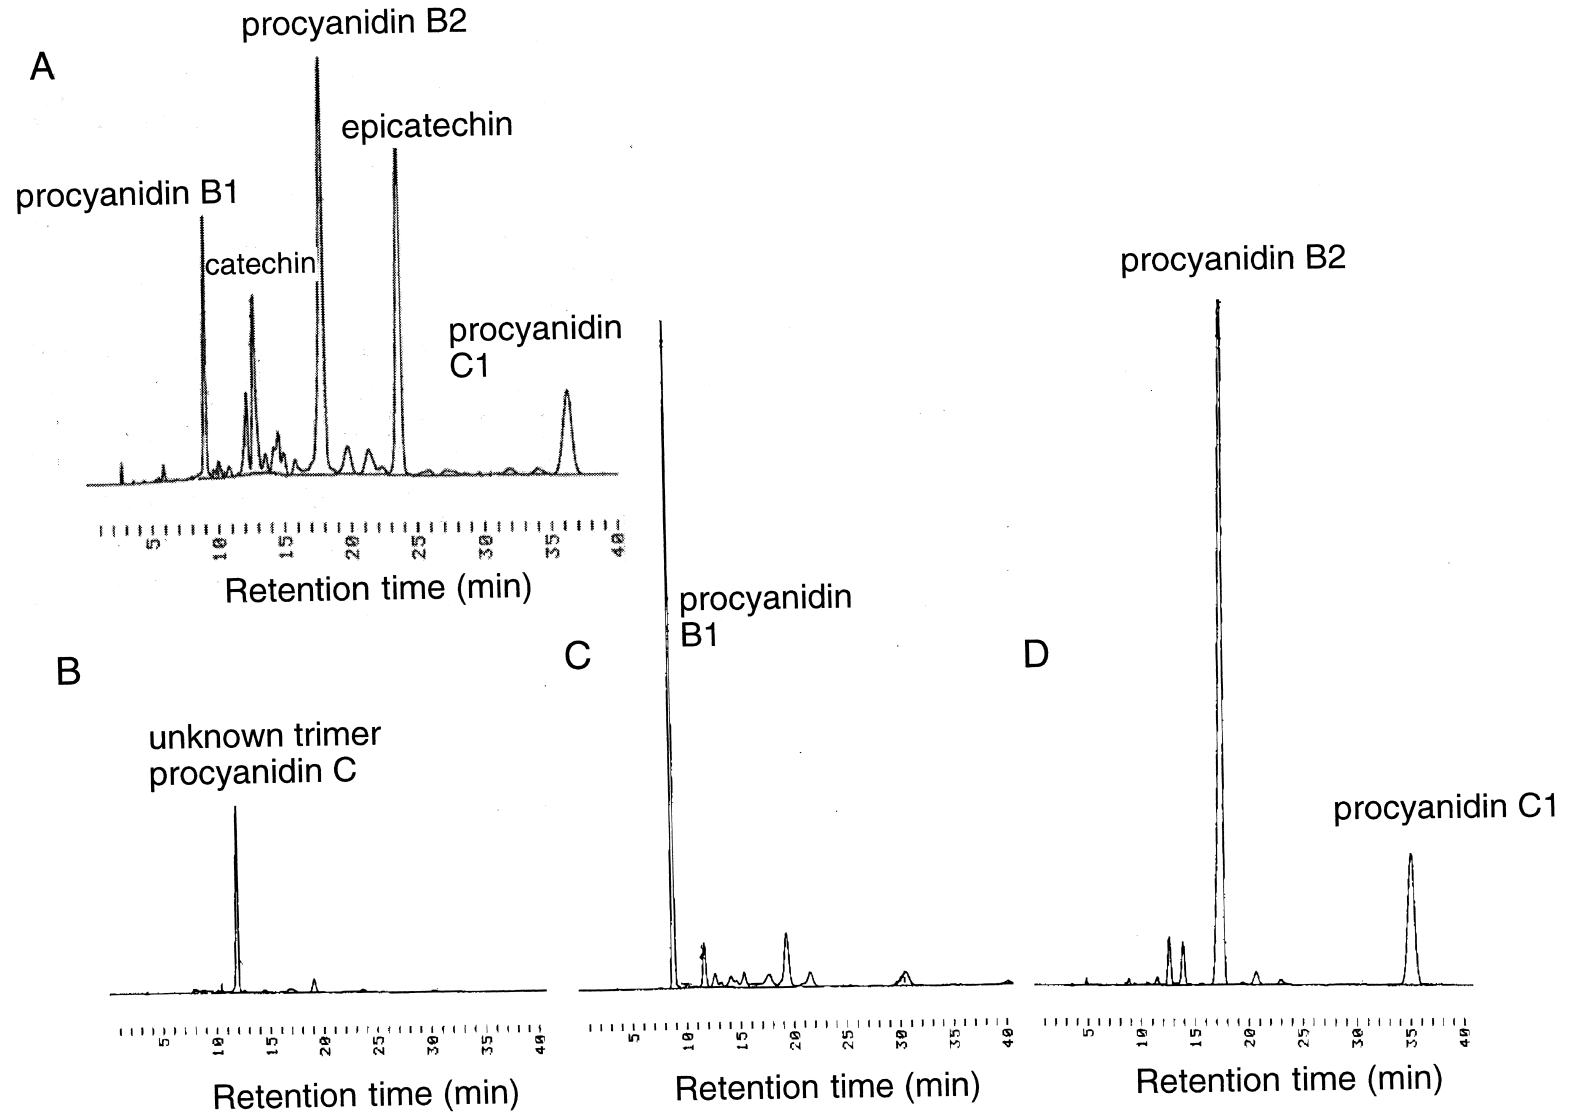 A
procyanidin B2
epicatechin
procyanidin B1
catechin
procyanidin
C1
5 10 15 20 25 30 35 40
Retention time (min)
B
unknown trimer
procyanidin C
5 10 15 20 25 30 35 40
Retention time (min)
C
procyanidin
B1
5 10 15 20 25 30 35 40
Retention time (min)
D
procyanidin B2
procyanidin C1
5 10 15 20 25 30 35 40
Retention time (min)